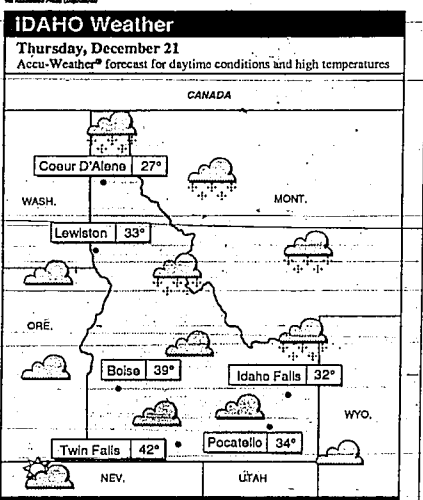 IDAHO Weather
Thursday, December 21
Accu-Weather® forecast for daytime conditions and high temperatures
CANADA
Coeur D'Alene 27°
WASH.
MONT.
Lewiston 33°
ORE.
Boise 39°
Idaho Falls 32°
WYO.
Twin Falls 42°
Pocatello 34°
NEV.
UTAH